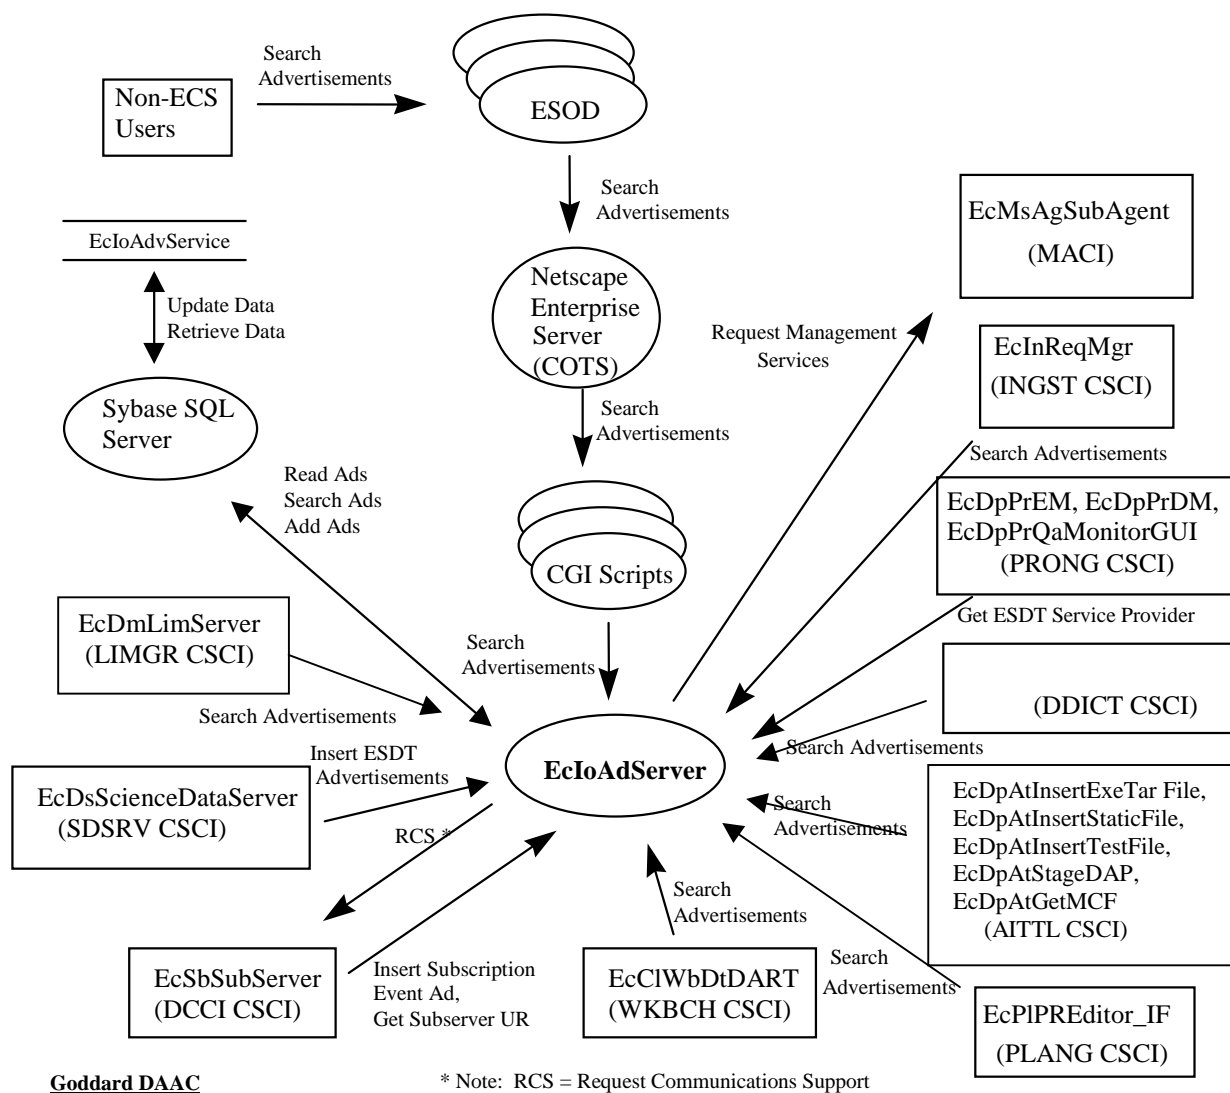 Search
Advertisements
Non-ECS
Users
ESOD
Search
Advertisements
EcMsAgSubAgent
(MACI)
EcIoAdvService
Update Data
Retrieve Data
Netscape
Enterprise
Server
(COTS)
Request Management
Services
EcInReqMgr
(INGST CSCI)
Sybase SQL
Server
Search
Advertisements
Search Advertisements
Read Ads
Search Ads
Add Ads
EcDpPrEM, EcDpPrDM,
EcDpPrQaMonitorGUI
(PRONG CSCI)
CGI Scripts
Get ESDT Service Provider
EcDmLimServer
(LIMGR CSCI)
Search
Advertisements
(DDICT CSCI)
Search Advertisements
Search Advertisements
Insert ESDT
Advertisements
EcIoAdServer
EcDsScienceDataServer
(SDSRV CSCI)
RCS *
Search
Advertisements
EcDpAtInsertExeTar File,
EcDpAtInsertStaticFile,
EcDpAtInsertTestFile,
EcDpAtStageDAP,
EcDpAtGetMCF
(AITTL CSCI)
Search
Advertisements
EcSbSubServer
(DCCI CSCI)
Insert Subscription
Event Ad,
Get Subserver UR
EcClWbDtDART
(WKBCH CSCI)
Search
Advertisements
EcPlPREditor_IF
(PLANG CSCI)
Goddard DAAC
* Note:  RCS = Request Communications Support